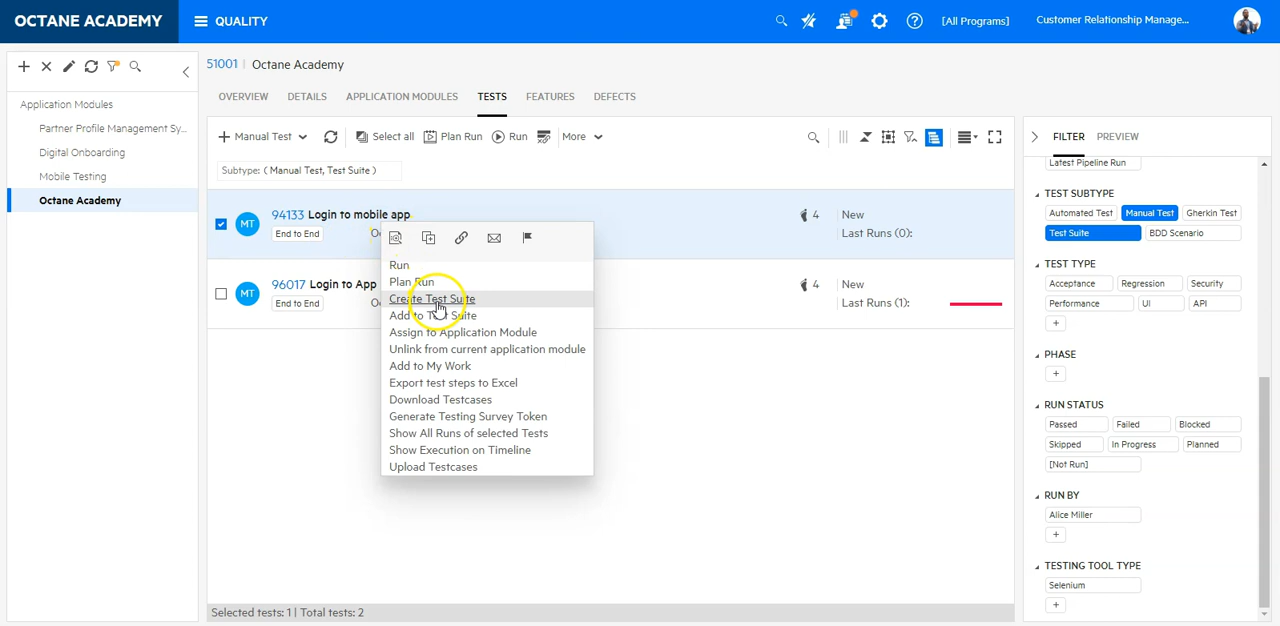 OCTANE ACADEMY
QUALITY
[All Programs]
Customer Relationship Manage...
51001
Octane Academy
OVERVIEW
DETAILS
APPLICATION MODULES
TESTS
FEATURES
DEFECTS
Application Modules
Partner Profile Management Sy...
Digital Onboarding
Mobile Testing
Octane Academy
Manual Test
Select all
Plan Run
Run
More
Subtype: ( Manual Test, Test Suite )
MT
94133 Login to mobile app
End to End
4
New
Last Runs (0):
MT
96017 Login to App
End to End
4
New
Last Runs (1):
Run
Plan Run
Create Test Suite
Add to Test Suite
Assign to Application Module
Unlink from current application module
Add to My Work
Export test steps to Excel
Download Testcases
Generate Testing Survey Token
Show All Runs of selected Tests
Show Execution on Timeline
Upload Testcases
Selected tests: 1 | Total tests: 2
FILTER
PREVIEW
Latest Pipeline Run
TEST SUBTYPE
Automated Test
Manual Test
Gherkin Test
Test Suite
BDD Scenario
TEST TYPE
Acceptance
Regression
Security
Performance
UI
API
PHASE
RUN STATUS
Passed
Failed
Blocked
Skipped
In Progress
Planned
[Not Run]
RUN BY
Alice Miller
TESTING TOOL TYPE
Selenium